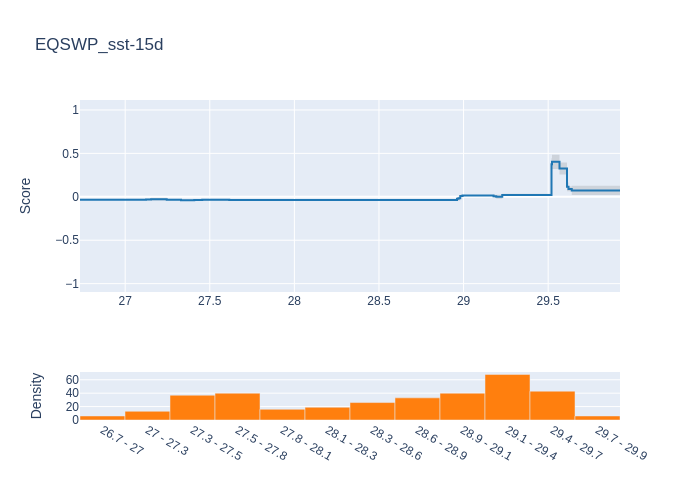 EQSWP_sst-15d
Score
1
0.5
0
−0.5
−1
27
27.5
28
28.5
29
29.5
Density
60
40
20
0
26.7 - 27
27 - 27.3
27.3 - 27.5
27.5 - 27.8
27.8 - 28.1
28.1 - 28.3
28.3 - 28.6
28.6 - 28.9
28.9 - 29.1
29.1 - 29.4
29.4 - 29.7
29.7 - 29.9